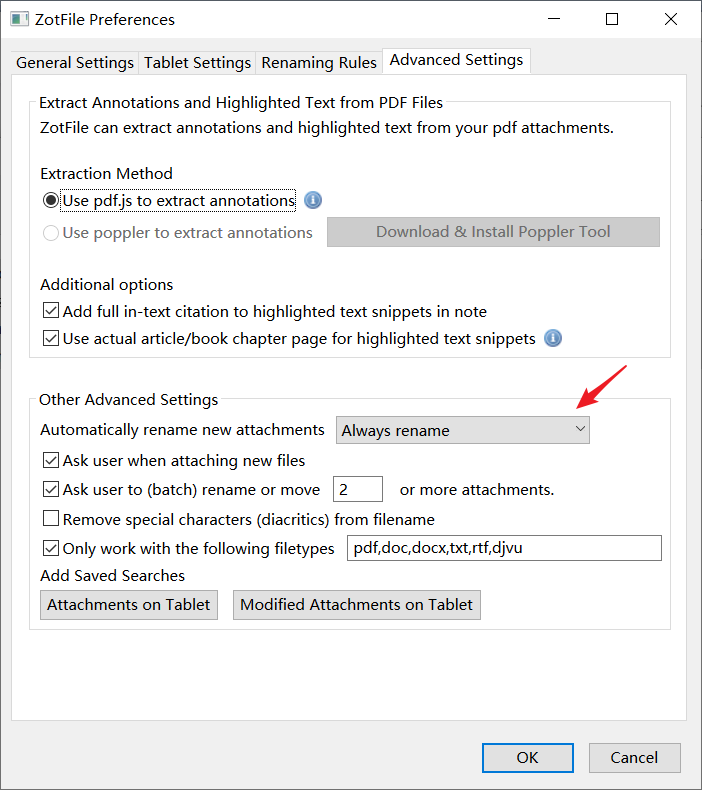 ZotFile Preferences
General Settings Tablet Settings Renaming Rules Advanced Settings
Extract Annotations and Highlighted Text from PDF Files
ZotFile can extract annotations and highlighted text from your pdf attachments.
Extraction Method
Use pdf.js to extract annotations
Use poppler to extract annotations Download & Install Poppler Tool
Additional options
Add full in-text citation to highlighted text snippets in note
Use actual article/book chapter page for highlighted text snippets
Other Advanced Settings
Automatically rename new attachments Always rename
Ask user when attaching new files
Ask user to (batch) rename or move 2 or more attachments.
Remove special characters (diacritics) from filename
Only work with the following filetypes pdf,doc,docx,txt,rtf,djvu
Add Saved Searches
Attachments on Tablet Modified Attachments on Tablet
OK Cancel